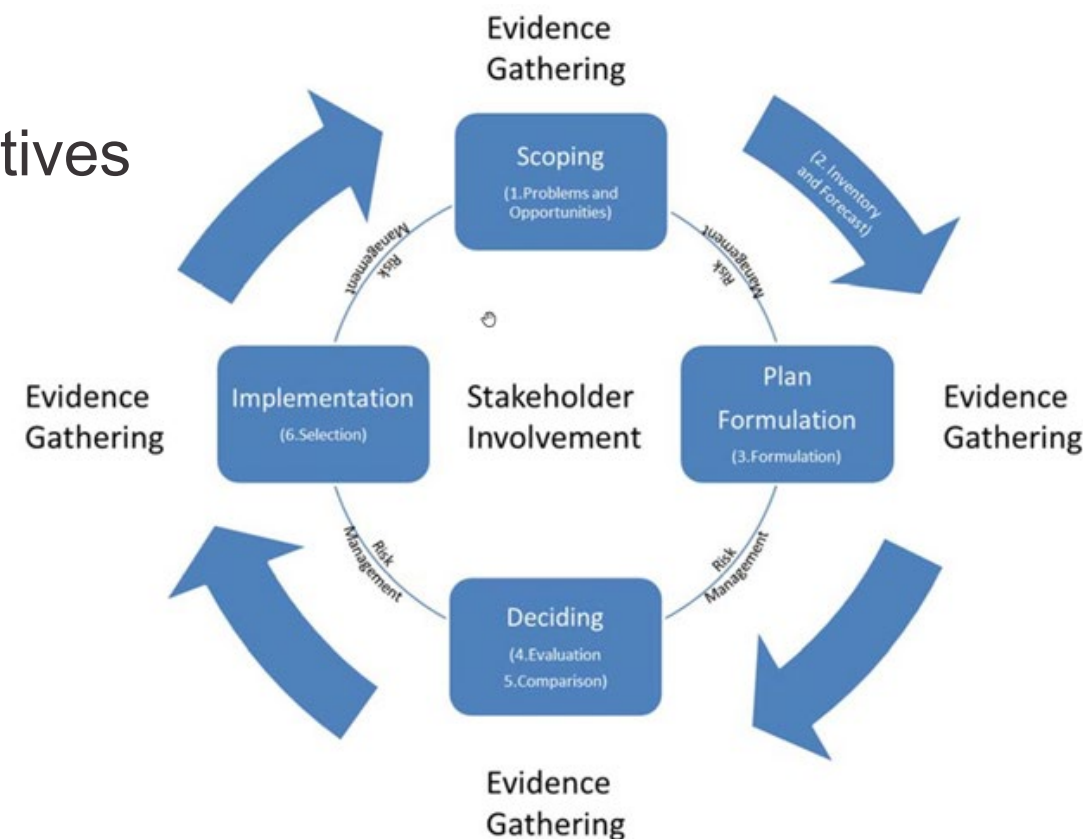 Evidence
Gathering
tives
Scoping
(1.Problems and
Opportunities)
(2. Inventory
and Forecast)
Risk
Management
Risk
Management
Implementation
(6.Selection)
Stakeholder
Involvement
Plan
Formulation
(3.Formulation)
Evidence
Gathering
Evidence
Gathering
Risk
Management
Risk
Management
Deciding
(4.Evaluation
5.Comparison)
Evidence
Gathering